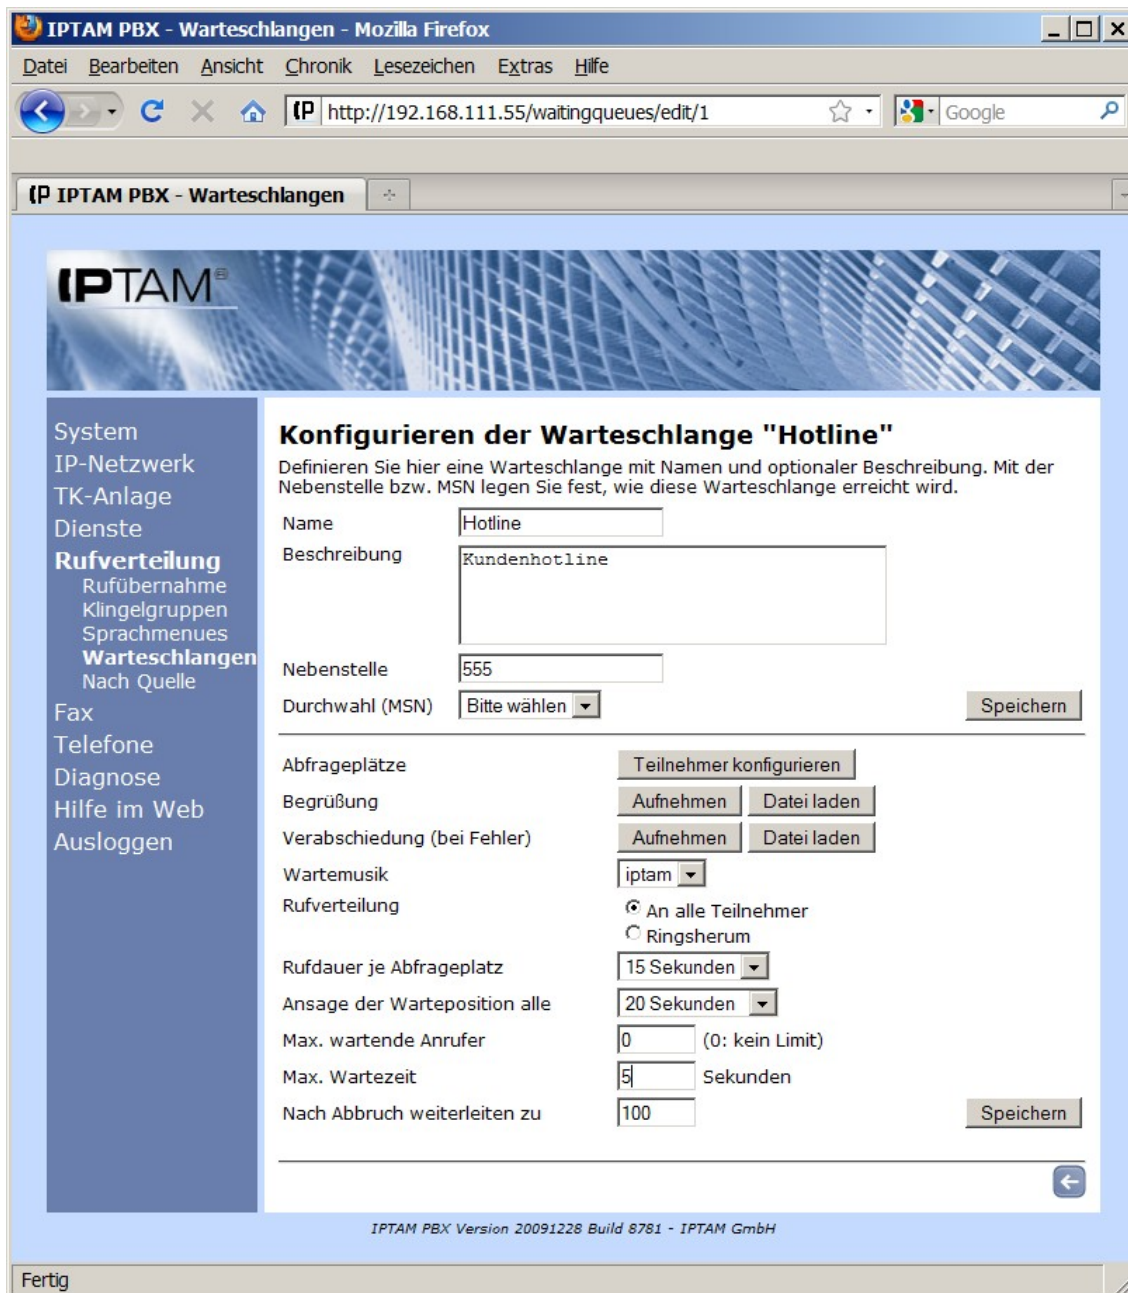 IPTAM PBX - Warteschlangen - Mozilla Firefox
Datei Bearbeiten Ansicht Chronik Lesezeichen Extras Hilfe
http://192.168.111.55/waitingqueues/edit/1 Google
IPTAM PBX - Warteschlangen
IPTAM®
System
IP-Netzwerk
TK-Anlage
Dienste
Rufverteilung
Rufübernahme
Klingelgruppen
Sprachmenues
Warteschlangen
Nach Quelle
Fax
Telefone
Diagnose
Hilfe im Web
Ausloggen
Konfigurieren der Warteschlange "Hotline"
Definieren Sie hier eine Warteschlange mit Namen und optionaler Beschreibung. Mit der
Nebenstelle bzw. MSN legen Sie fest, wie diese Warteschlange erreicht wird.
Name Hotline
Beschreibung Kundenhotline
Nebenstelle 555
Durchwahl (MSN) Bitte wählen Speichern
Abfrageplätze Teilnehmer konfigurieren
Begrüßung Aufnehmen Datei laden
Verabschiedung (bei Fehler) Aufnehmen Datei laden
Wartemusik iptam
Rufverteilung An alle Teilnehmer
Ringsherum
Rufdauer je Abfrageplatz 15 Sekunden
Ansage der Warteposition alle 20 Sekunden
Max. wartende Anrufer 0 (0: kein Limit)
Max. Wartezeit 5 Sekunden
Nach Abbruch weiterleiten zu 100 Speichern
IPTAM PBX Version 20091228 Build 8781 - IPTAM GmbH
Fertig